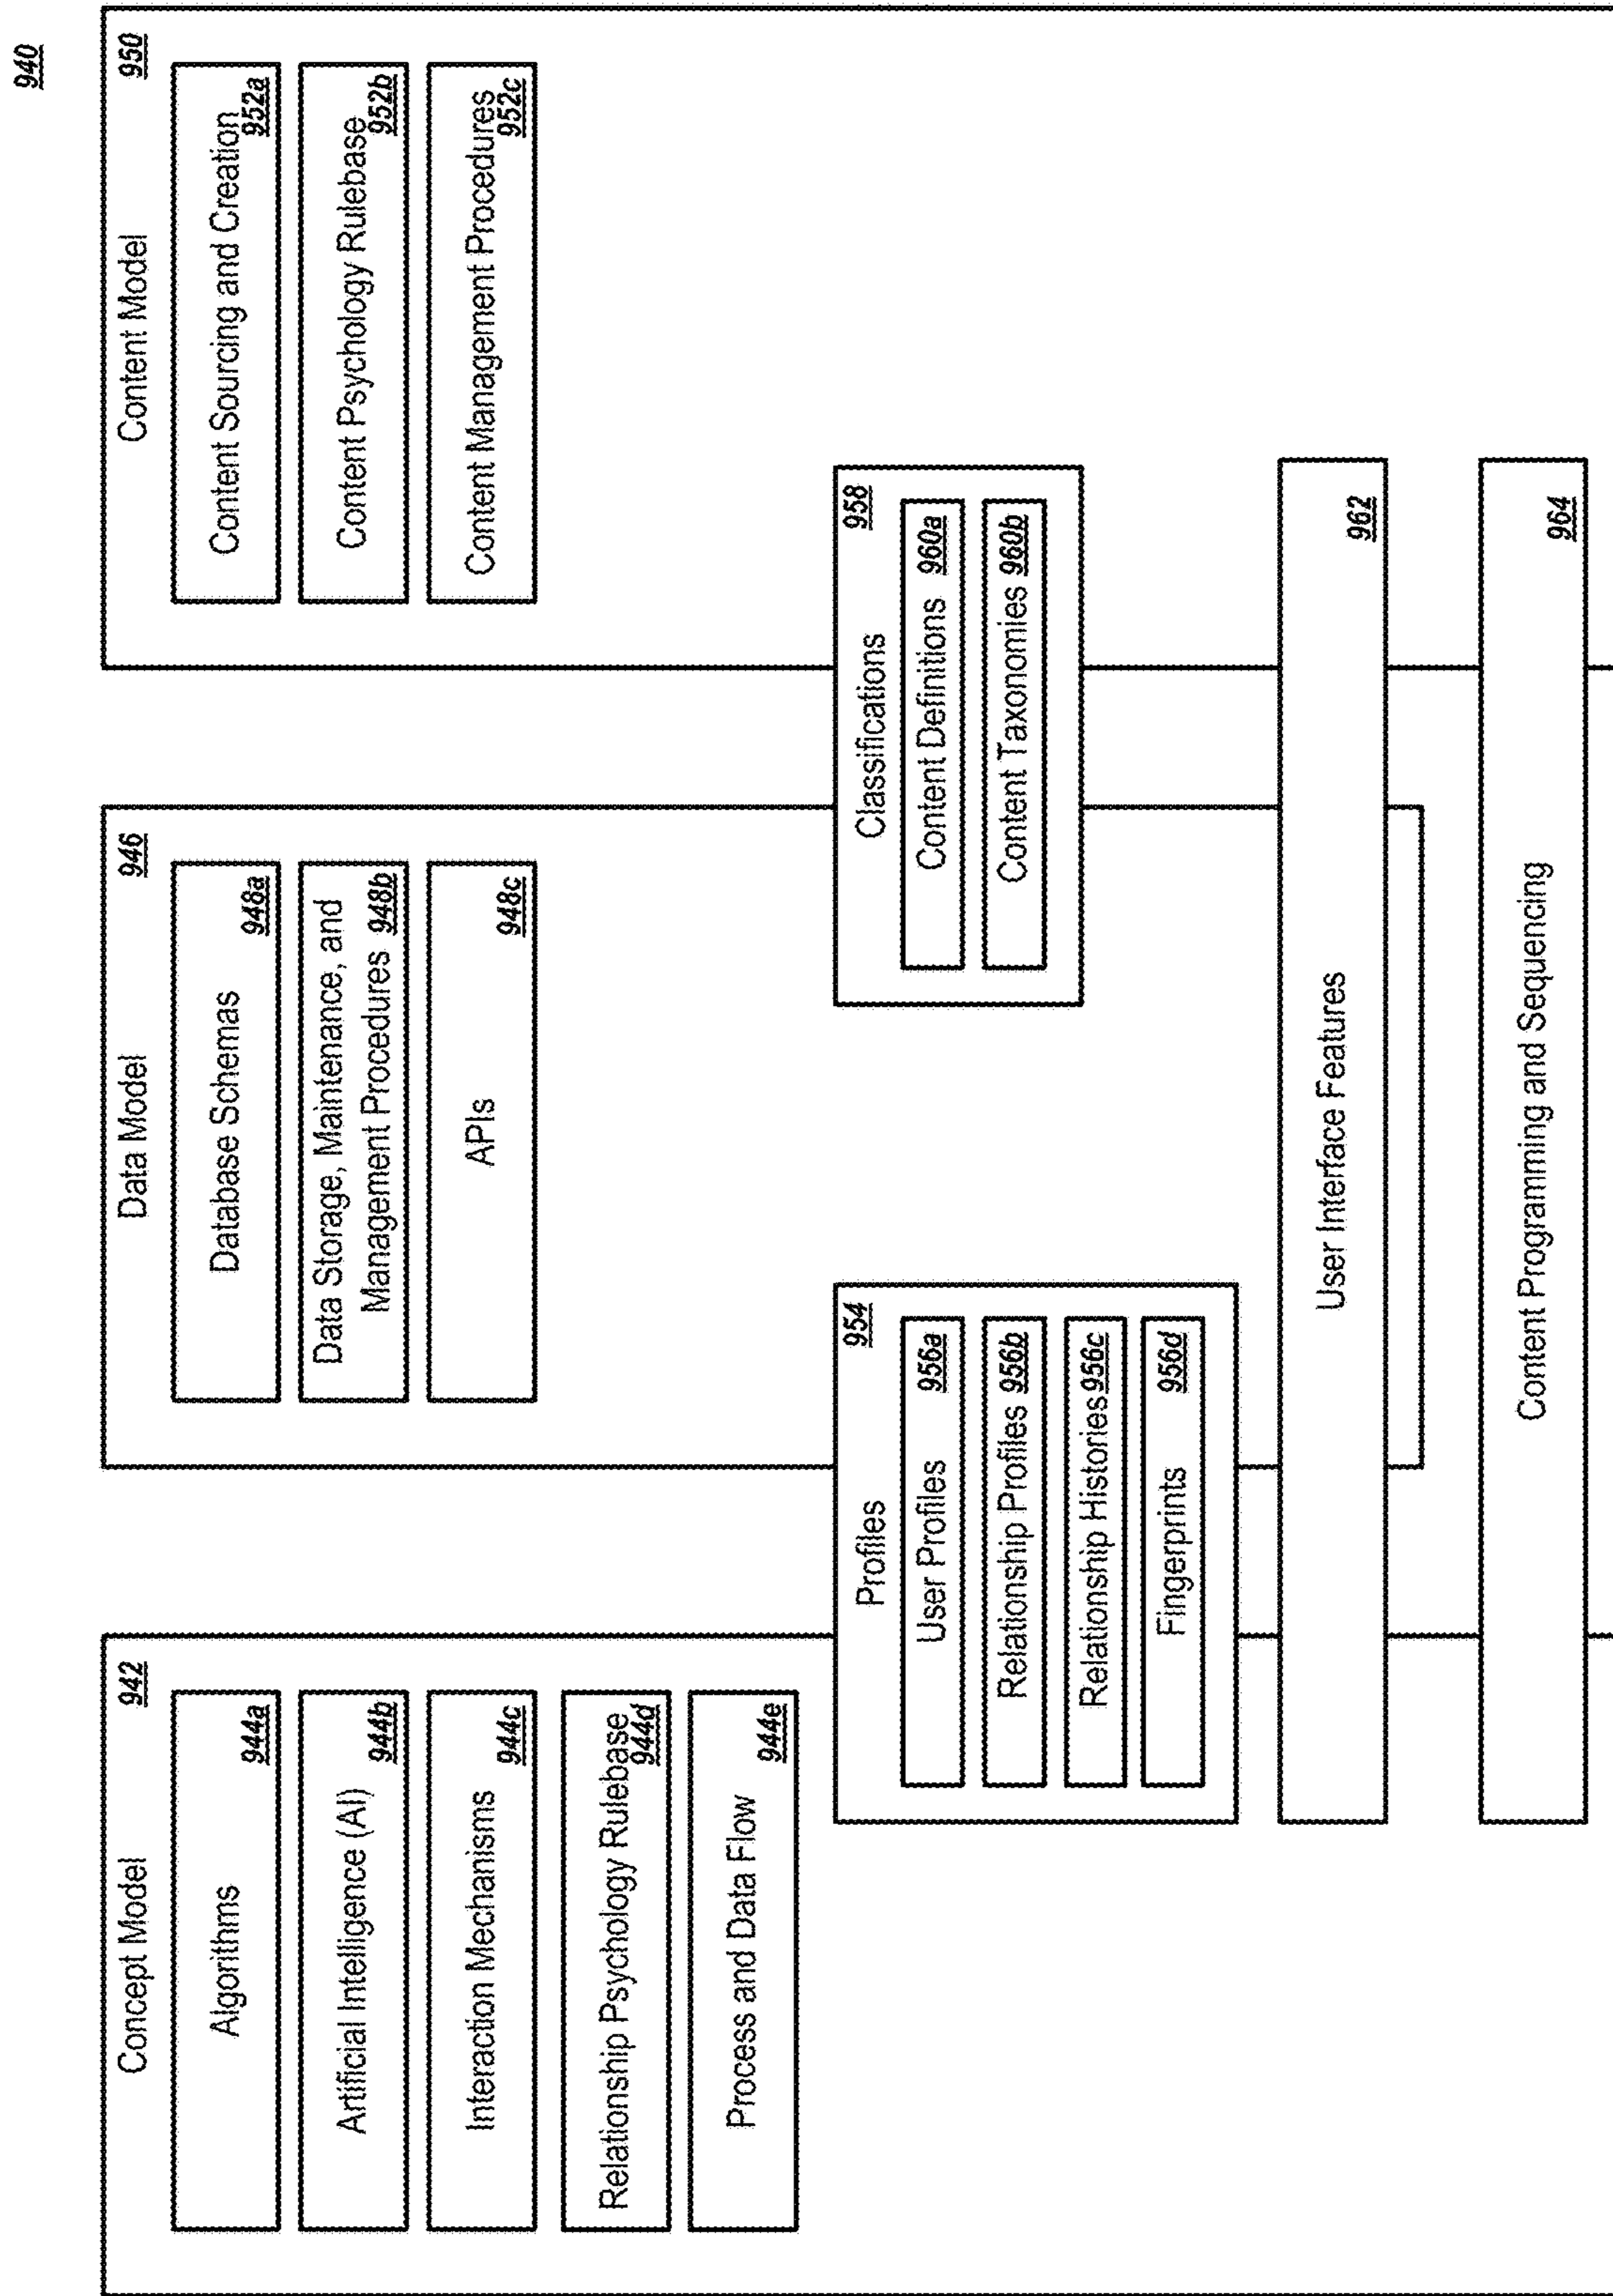 940
Concept Model
942
Algorithms
944a
Artificial Intelligence (AI)
944b
Interaction Mechanisms
944c
Relationship Psychology Rulebase
944d
Process and Data Flow
944e
Data Model
946
Database Schemas
948a
Data Storage, Maintenance, and
Management Procedures 948b
APIs
948c
Content Model
950
Content Sourcing and Creation
952a
Content Psychology Rulebase
952b
Content Management Procedures
952c
Profiles
954
User Profiles 956a
Relationship Profiles 956b
Relationship Histories 956c
Fingerprints 956d
Classifications
958
Content Definitions 960a
Content Taxonomies 960b
User Interface Features
962
Content Programming and Sequencing
964